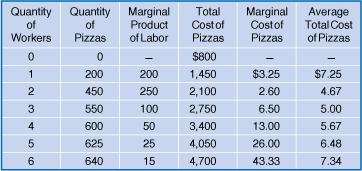 Quantity of Workers | Quantity of Pizzas | Marginal Product of Labor | Total Cost of Pizzas | Marginal Cost of Pizzas | Average Total Cost of Pizzas
0 | 0 | – | $800 | – | –
1 | 200 | 200 | 1,450 | $3.25 | $7.25
2 | 450 | 250 | 2,100 | 2.60 | 4.67
3 | 550 | 100 | 2,750 | 6.50 | 5.00
4 | 600 | 50 | 3,400 | 13.00 | 5.67
5 | 625 | 25 | 4,050 | 26.00 | 6.48
6 | 640 | 15 | 4,700 | 43.33 | 7.34